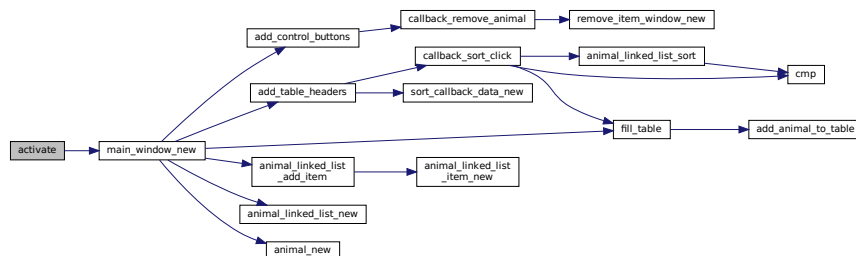 callback_remove_animal
remove_item_window_new
add_control_buttons
callback_sort_click
animal_linked_list_sort
cmp
add_table_headers
sort_callback_data_new
fill_table
add_animal_to_table
activate
main_window_new
animal_linked_list
_add_item
animal_linked_list
_item_new
animal_linked_list_new
animal_new